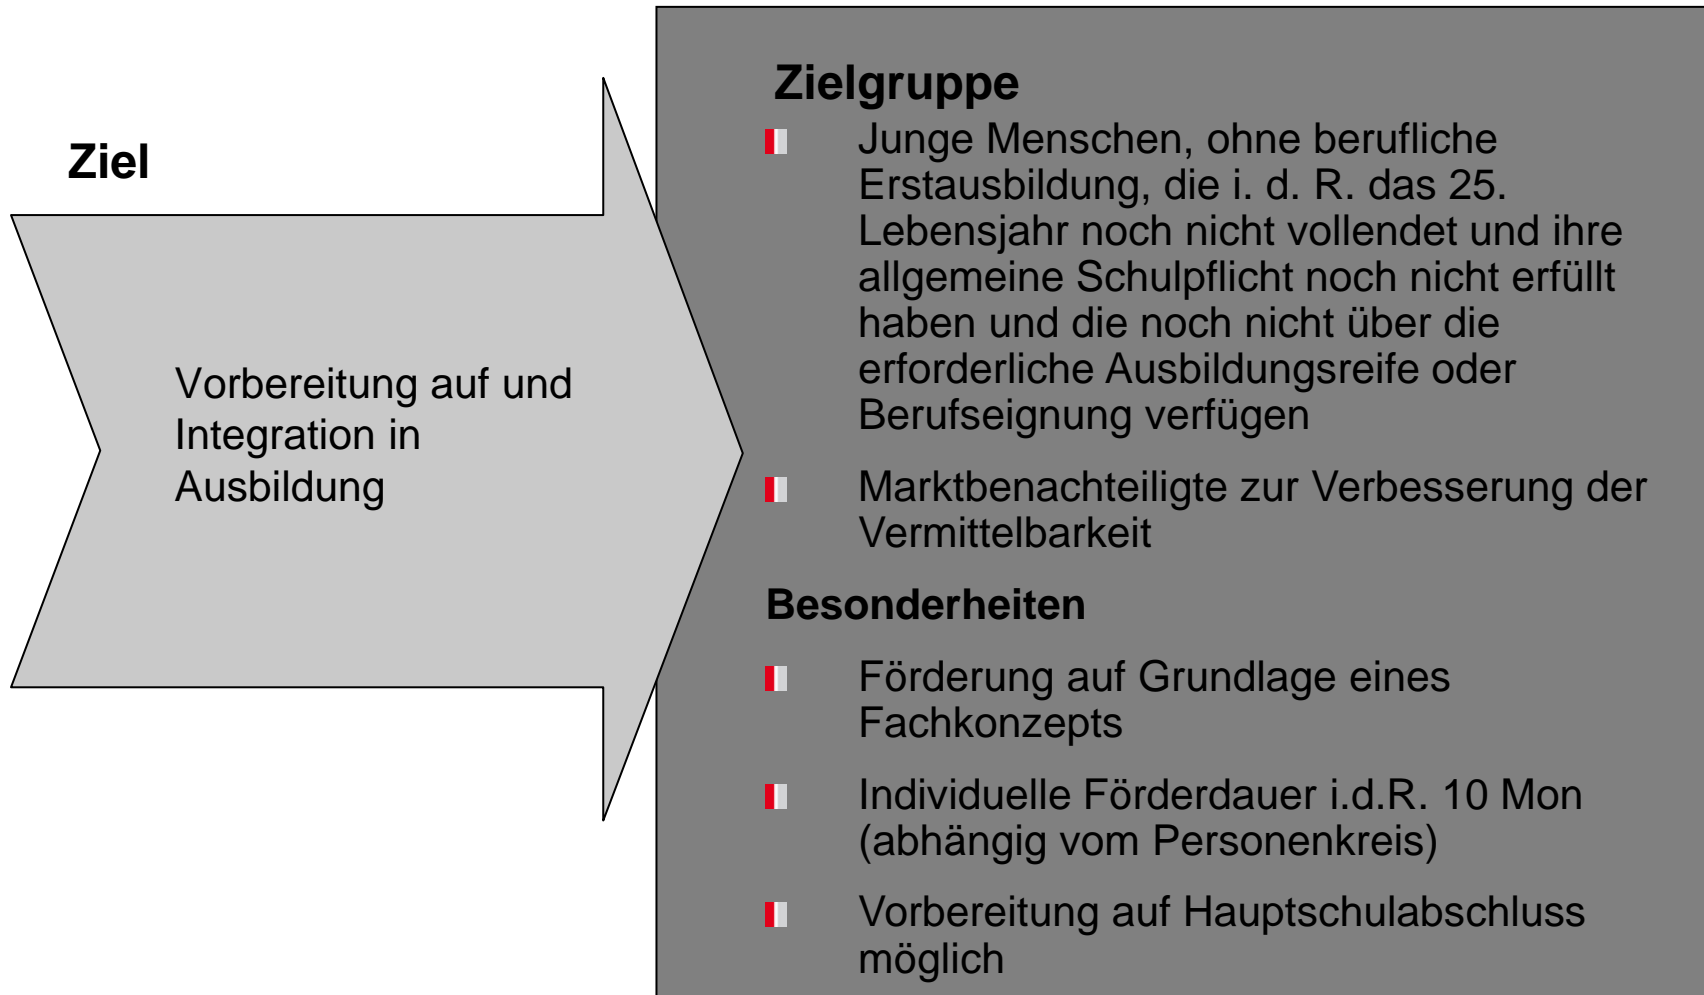 Ziel
Vorbereitung auf und
Integration in
Ausbildung
Zielgruppe
Junge Menschen, ohne berufliche
Erstausbildung, die i. d. R. das 25.
Lebensjahr noch nicht vollendet und ihre
allgemeine Schulpflicht noch nicht erfüllt
haben und die noch nicht über die
erforderliche Ausbildungsreife oder
Berufseignung verfügen
Marktbenachteiligte zur Verbesserung der
Vermittelbarkeit
Besonderheiten
Förderung auf Grundlage eines
Fachkonzepts
Individuelle Förderdauer i.d.R. 10 Mon
(abhängig vom Personenkreis)
Vorbereitung auf Hauptschulabschluss
möglich